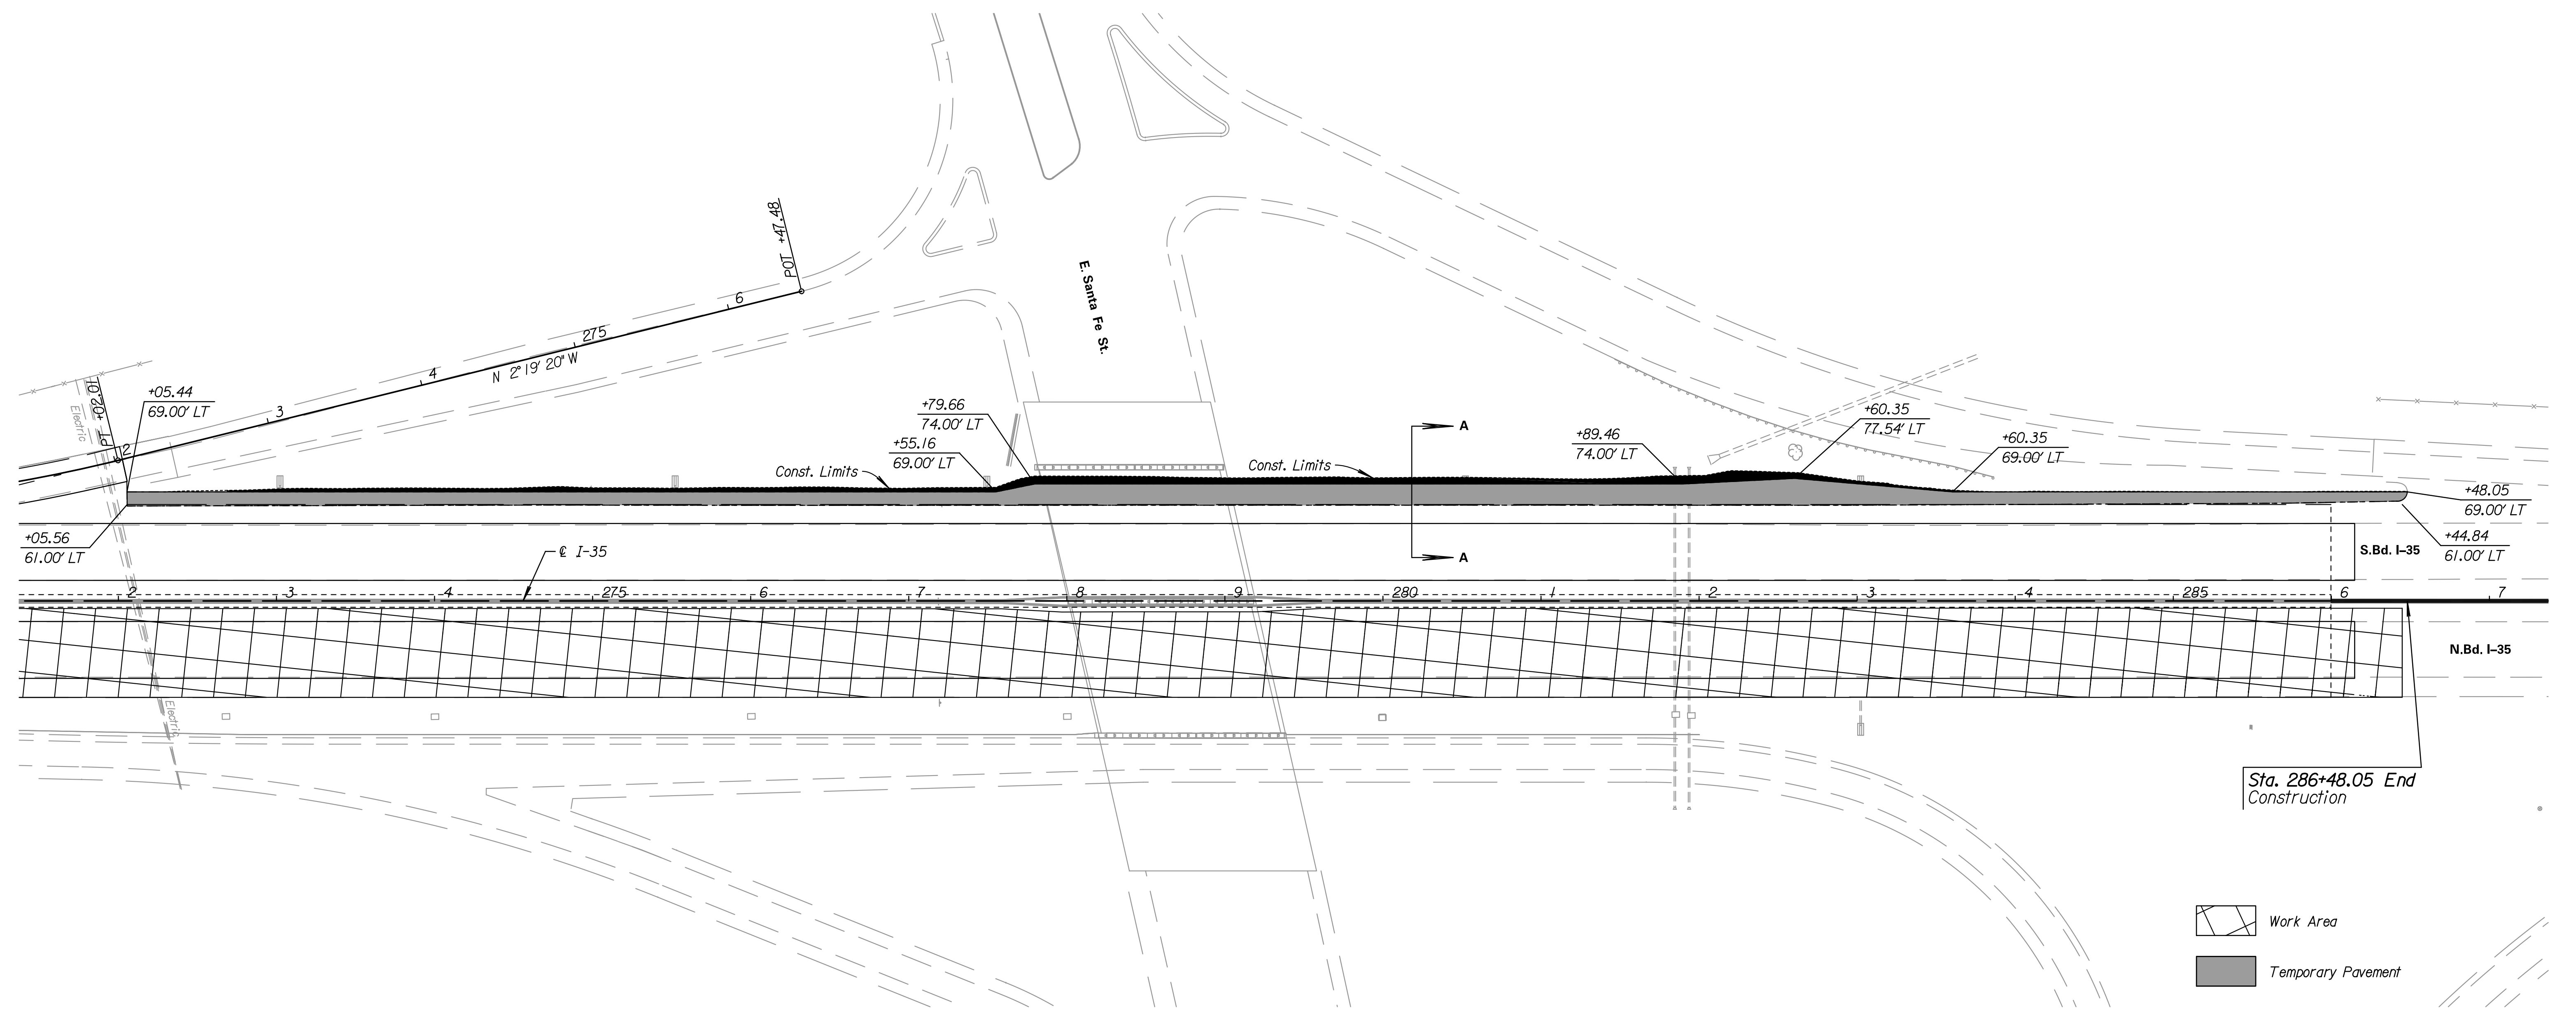 POT +47.48
E. Santa Fe St.
6
275
N 2°19'20" W
4
3
2
PT +02.01
Electric
+05.44
69.00' LT
+79.66
74.00' LT
+55.16
69.00' LT
Const. Limits
Const. Limits
A
+89.46
74.00' LT
+60.35
77.54' LT
+60.35
69.00' LT
+48.05
69.00' LT
+05.56
61.00' LT
℄ I-35
A
+44.84
61.00' LT
S.Bd. I-35
2 3 4 275 6 7 8 9 280 1 2 3 4 285 6 7
N.Bd. I-35
Electric
Sta. 286+48.05 End
Construction
Work Area
Temporary Pavement